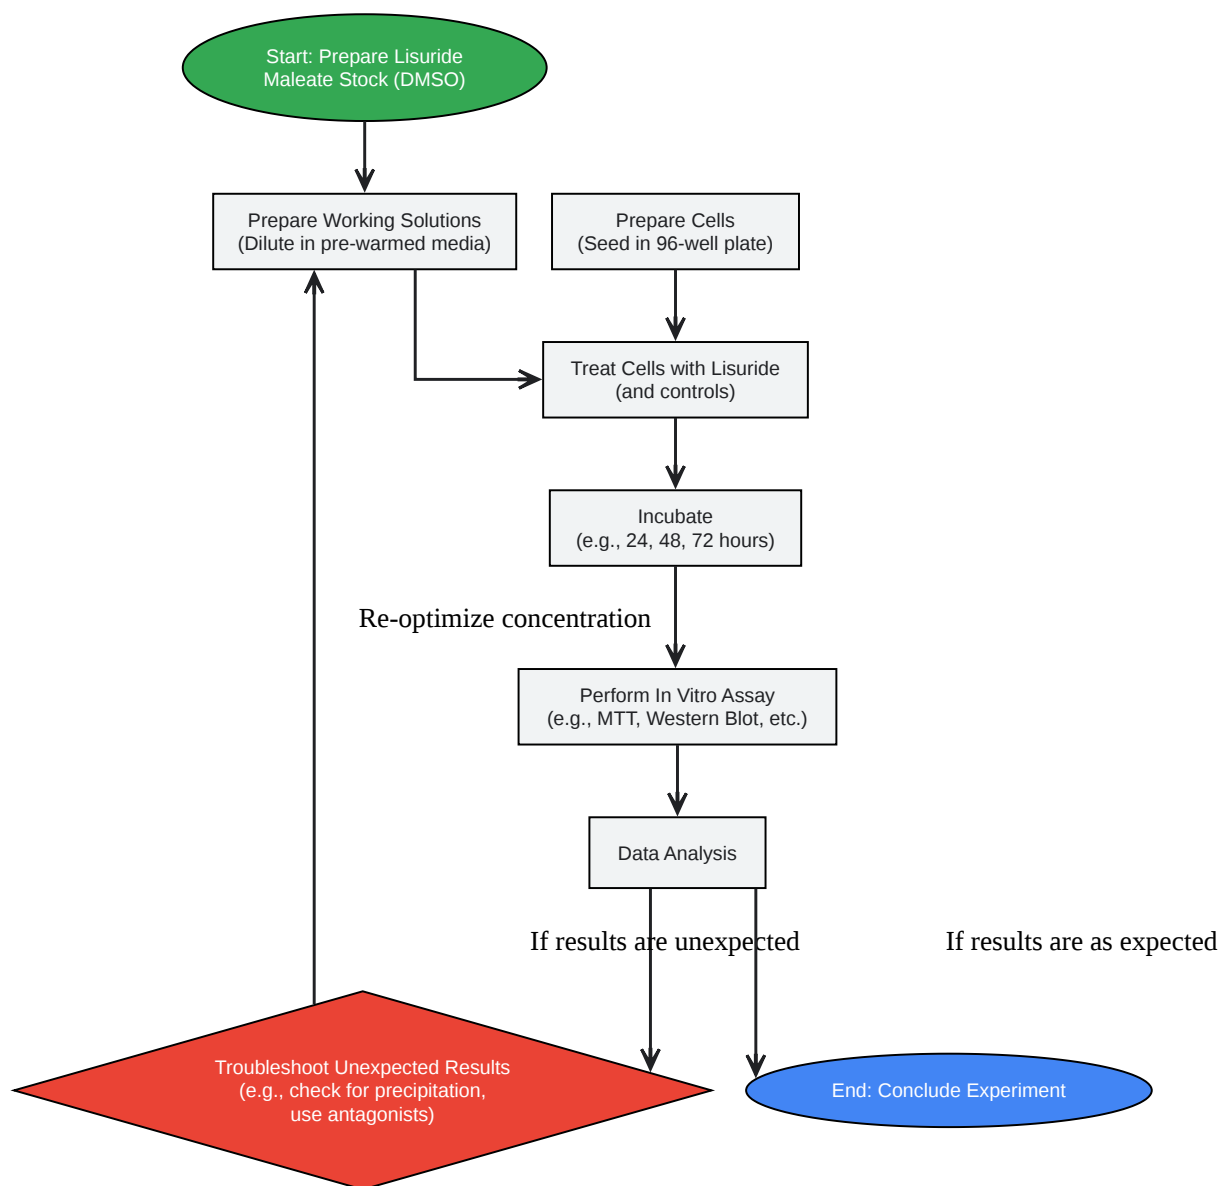 Start: Prepare Lisuride
Maleate Stock (DMSO)
Prepare Working Solutions
(Dilute in pre-warmed media)
Prepare Cells
(Seed in 96-well plate)
Treat Cells with Lisuride
(and controls)
Incubate
(e.g., 24, 48, 72 hours)
Re-optimize concentration
Perform In Vitro Assay
(e.g., MTT, Western Blot, etc.)
Data Analysis
If results are unexpected
If results are as expected
Troubleshoot Unexpected Results
(e.g., check for precipitation,
use antagonists)
End: Conclude Experiment